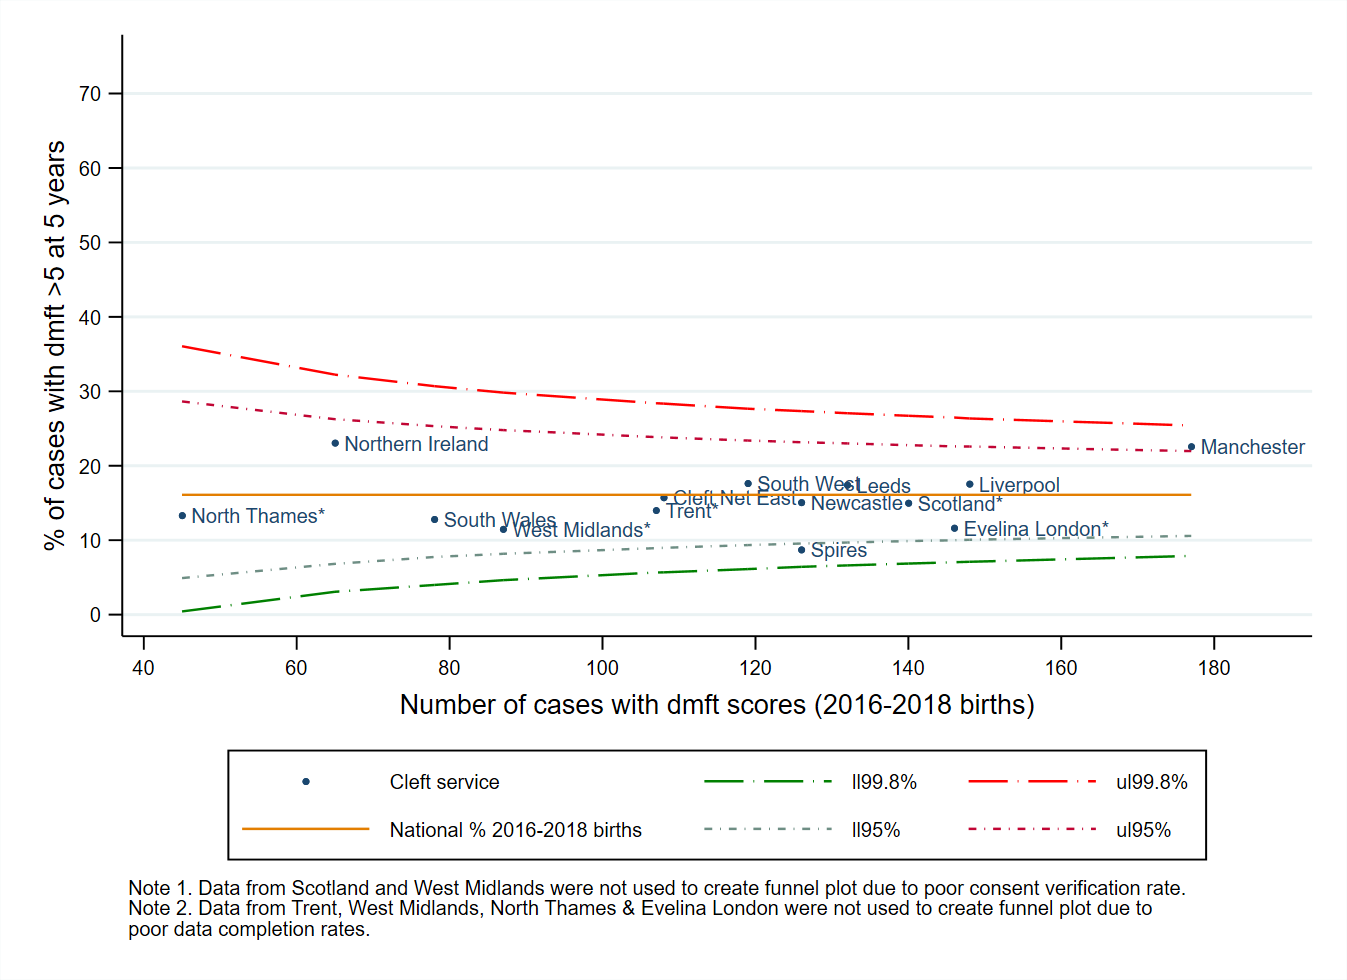 % of cases with dmft >5 at 5 years
70
60
50
40
30
20
10
0
Northern Ireland
Manchester
South West
Leeds
Liverpool
Cleft Net East
Newcastle
Scotland*
Trent*
North Thames*
South Wales
West Midlands*
Evelina London*
Spires
40 60 80 100 120 140 160 180
Number of cases with dmft scores (2016-2018 births)
Cleft service ll99.8% ul99.8%
National % 2016-2018 births ll95% ul95%
Note 1. Data from Scotland and West Midlands were not used to create funnel plot due to poor consent verification rate.
Note 2. Data from Trent, West Midlands, North Thames & Evelina London were not used to create funnel plot due to
poor data completion rates.